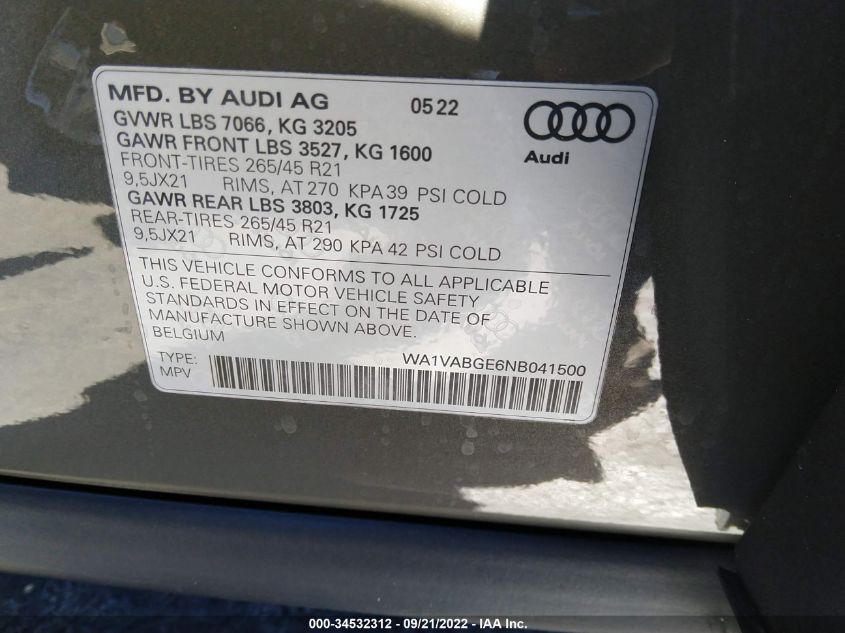 MFD. BY AUDI AG 05 22
GVWR LBS 7066, KG 3205
GAWR FRONT LBS 3527, KG 1600
FRONT-TIRES 265/45 R21
9,5JX21 RIMS, AT 270 KPA 39 PSI COLD
GAWR REAR LBS 3803, KG 1725
REAR-TIRES 265/45 R21
9,5JX21 RIMS, AT 290 KPA 42 PSI COLD
Audi
THIS VEHICLE CONFORMS TO ALL APPLICABLE
U.S. FEDERAL MOTOR VEHICLE SAFETY
STANDARDS IN EFFECT ON THE DATE OF
MANUFACTURE SHOWN ABOVE.
BELGIUM
TYPE: WA1VABGE6NB041500
MPV
000-34532312 - 09/21/2022 - IAA Inc.